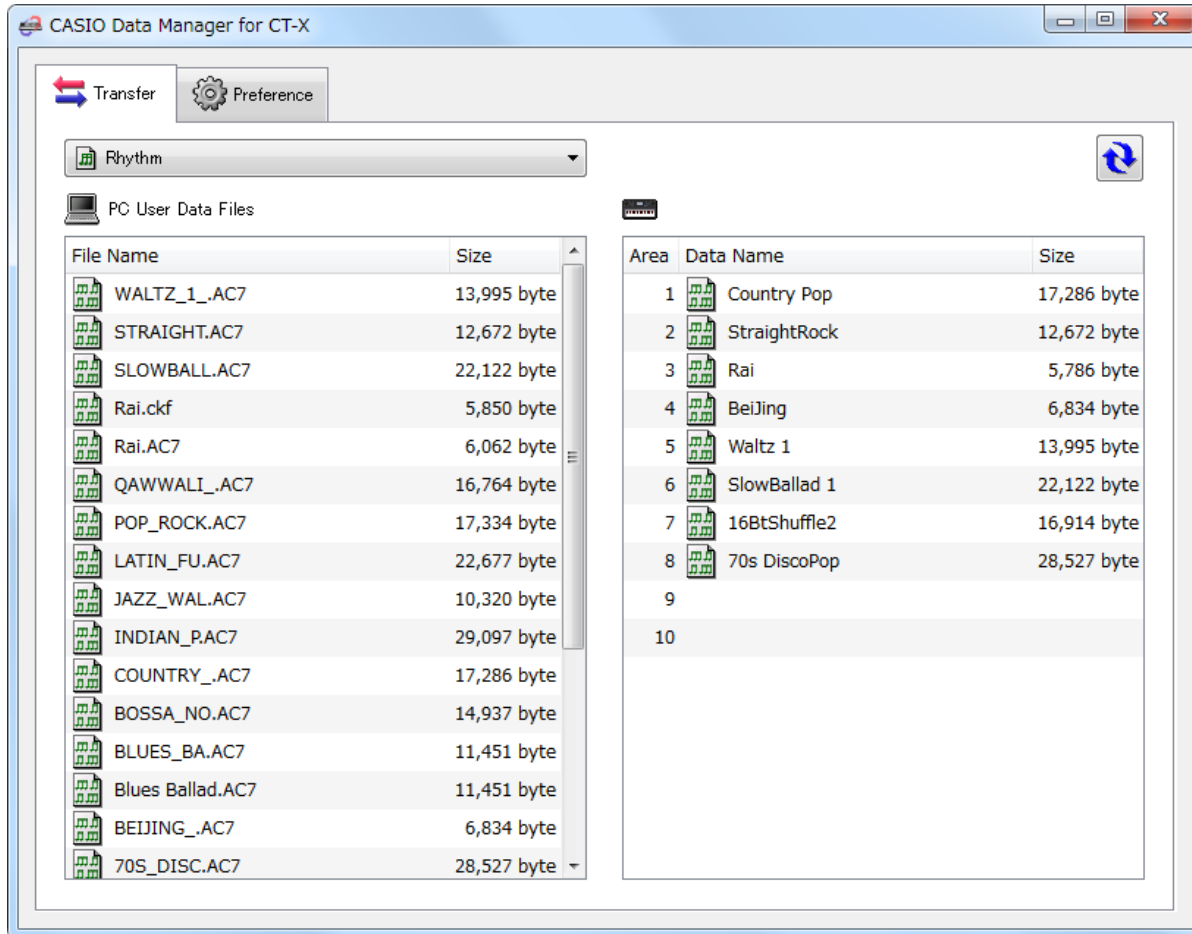 CASIO Data Manager for CT-X
Transfer
Preference
Rhythm
PC User Data Files
File Name Size
WALTZ_1_.AC7 13,995 byte
STRAIGHT.AC7 12,672 byte
SLOWBALL.AC7 22,122 byte
Rai.ckf 5,850 byte
Rai.AC7 6,062 byte
QAWWALI_.AC7 16,764 byte
POP_ROCK.AC7 17,334 byte
LATIN_FU.AC7 22,677 byte
JAZZ_WAL.AC7 10,320 byte
INDIAN_P.AC7 29,097 byte
COUNTRY_.AC7 17,286 byte
BOSSA_NO.AC7 14,937 byte
BLUES_BA.AC7 11,451 byte
Blues Ballad.AC7 11,451 byte
BEIJING_.AC7 6,834 byte
70S_DISC.AC7 28,527 byte
Area Data Name Size
1 Country Pop 17,286 byte
2 StraightRock 12,672 byte
3 Rai 5,786 byte
4 BeiJing 6,834 byte
5 Waltz 1 13,995 byte
6 SlowBallad 1 22,122 byte
7 16BtShuffle2 16,914 byte
8 70s DiscoPop 28,527 byte
9
10